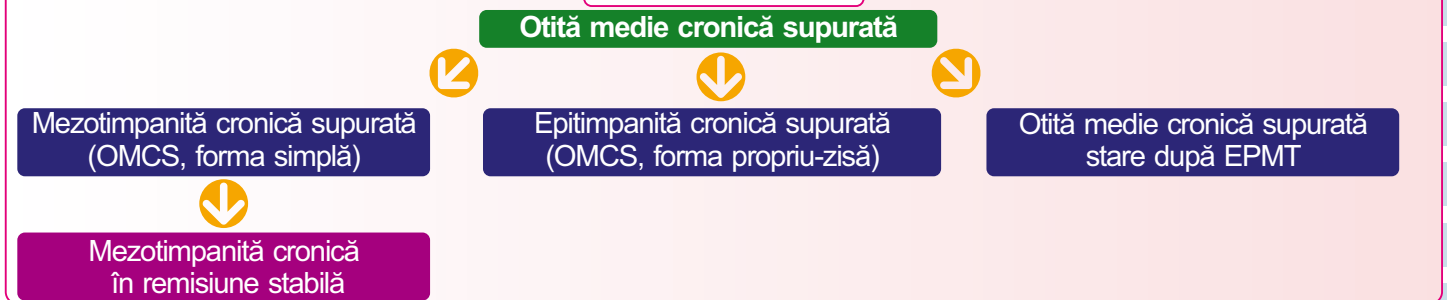 Otită medie cronică supurată
Mezotimpanită cronică supurată
(OMCS, forma simplă)
Epitimpanită cronică supurată
(OMCS, forma propriu-zisă)
Otită medie cronică supurată
stare după EPMT
Mezotimpanită cronică
în remisiune stabilă